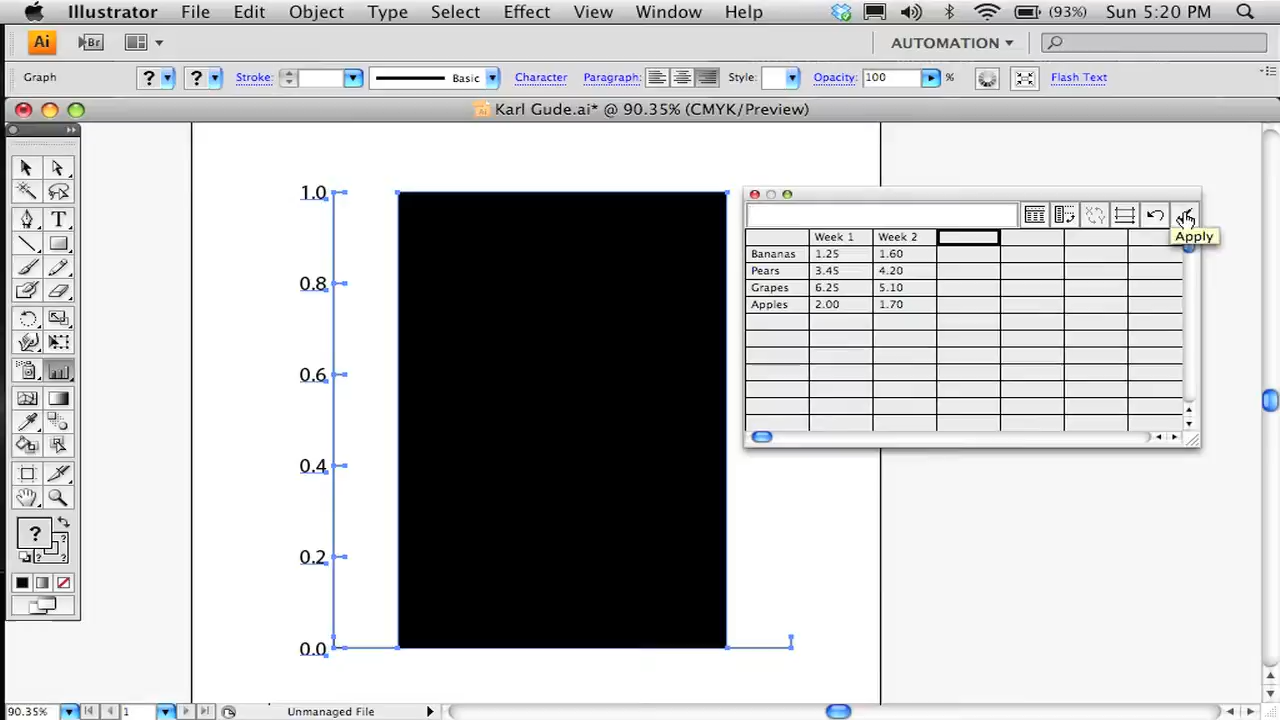 Illustrator File Edit Object Type Select Effect View Window Help (93%) Sun 5:20 PM
Ai Br AUTOMATION
Graph ? ? Stroke: Basic Character Paragraph: Style: Opacity: 100 % Flash Text
Karl Gude.ai* @ 90.35% (CMYK/Preview)
1.0
0.8
0.6
0.4
0.2
0.0
Apply
Week 1 Week 2
Bananas 1.25 1.60
Pears 3.45 4.20
Grapes 6.25 5.10
Apples 2.00 1.70
T
?
90.35% 1 Unmanaged File